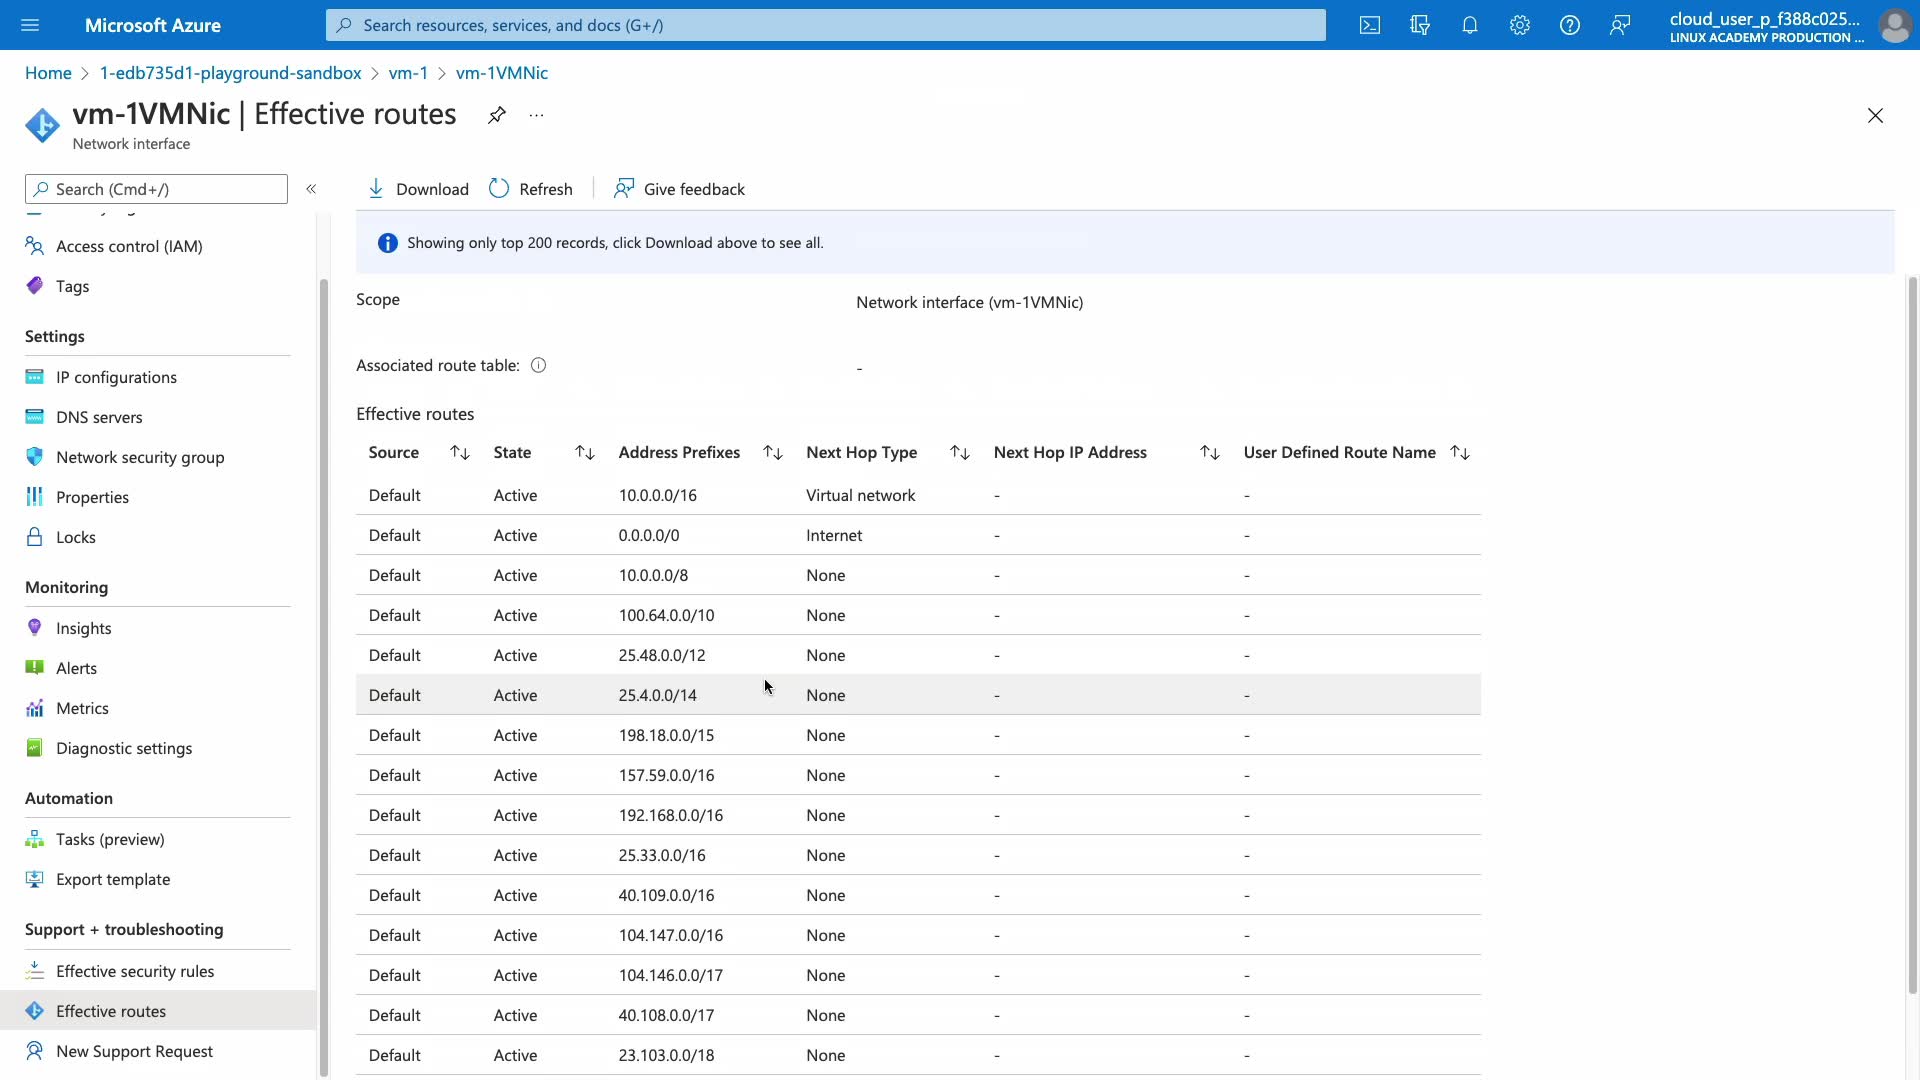 Microsoft Azure
Search resources, services, and docs (G+/)
cloud_user_p_f388c025...
LINUX ACADEMY PRODUCTION ...
Home > 1-edb735d1-playground-sandbox > vm-1 > vm-1VMNic
vm-1VMNic | Effective routes
Network interface
Search (Cmd+/)
Access control (IAM)
Tags
Settings
IP configurations
DNS servers
Network security group
Properties
Locks
Monitoring
Insights
Alerts
Metrics
Diagnostic settings
Automation
Tasks (preview)
Export template
Support + troubleshooting
Effective security rules
Effective routes
New Support Request
Download Refresh Give feedback
Showing only top 200 records, click Download above to see all.
Scope Network interface (vm-1VMNic)
Associated route table: -
Effective routes
Source State Address Prefixes Next Hop Type Next Hop IP Address User Defined Route Name
Default Active 10.0.0.0/16 Virtual network - -
Default Active 0.0.0.0/0 Internet - -
Default Active 10.0.0.0/8 None - -
Default Active 100.64.0.0/10 None - -
Default Active 25.48.0.0/12 None - -
Default Active 25.4.0.0/14 None - -
Default Active 198.18.0.0/15 None - -
Default Active 157.59.0.0/16 None - -
Default Active 192.168.0.0/16 None - -
Default Active 25.33.0.0/16 None - -
Default Active 40.109.0.0/16 None - -
Default Active 104.147.0.0/16 None - -
Default Active 104.146.0.0/17 None - -
Default Active 40.108.0.0/17 None - -
Default Active 23.103.0.0/18 None - -